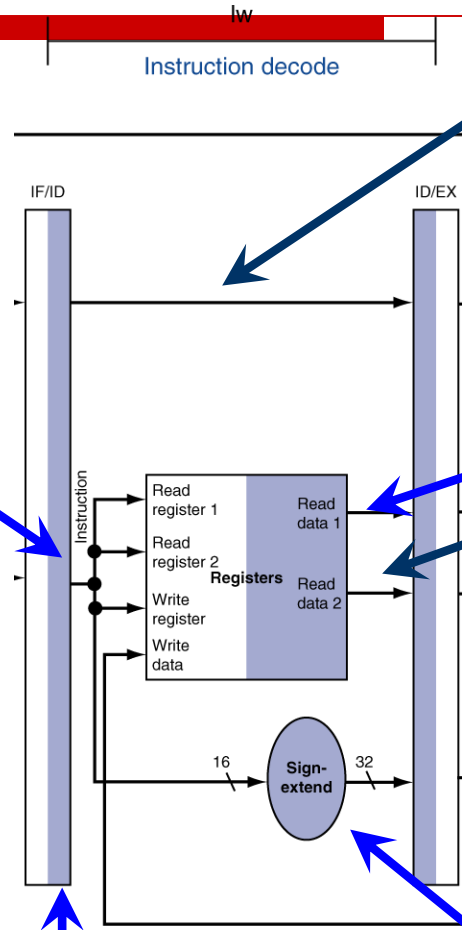 lw
Instruction decode
IF/ID
ID/EX
Instruction
Read
register 1
Read
register 2
Write
register
Write
data
Registers
Read
data 1
Read
data 2
16
Sign-
extend
32